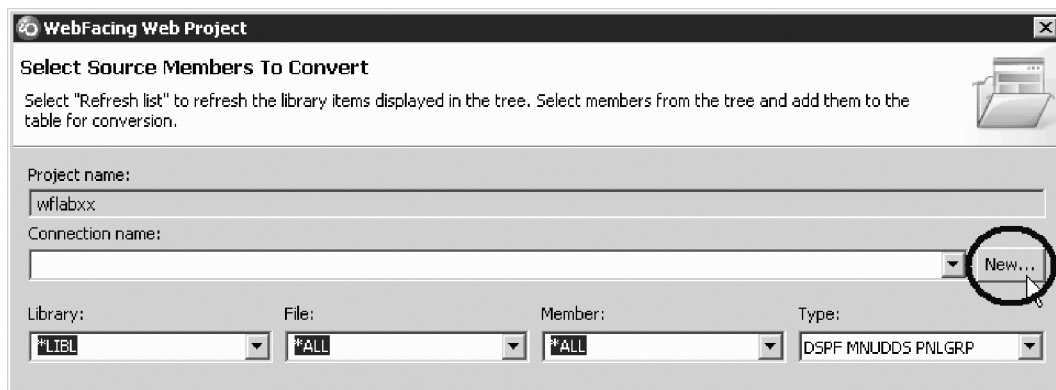 WebFacing Web Project
Select Source Members To Convert
Select "Refresh list" to refresh the library items displayed in the tree. Select members from the tree and add them to the
table for conversion.
Project name:
wflabxx
Connection name:
New...
Library: File: Member: Type:
*LIBL *ALL *ALL DSPF MNUDDS PNLGRP